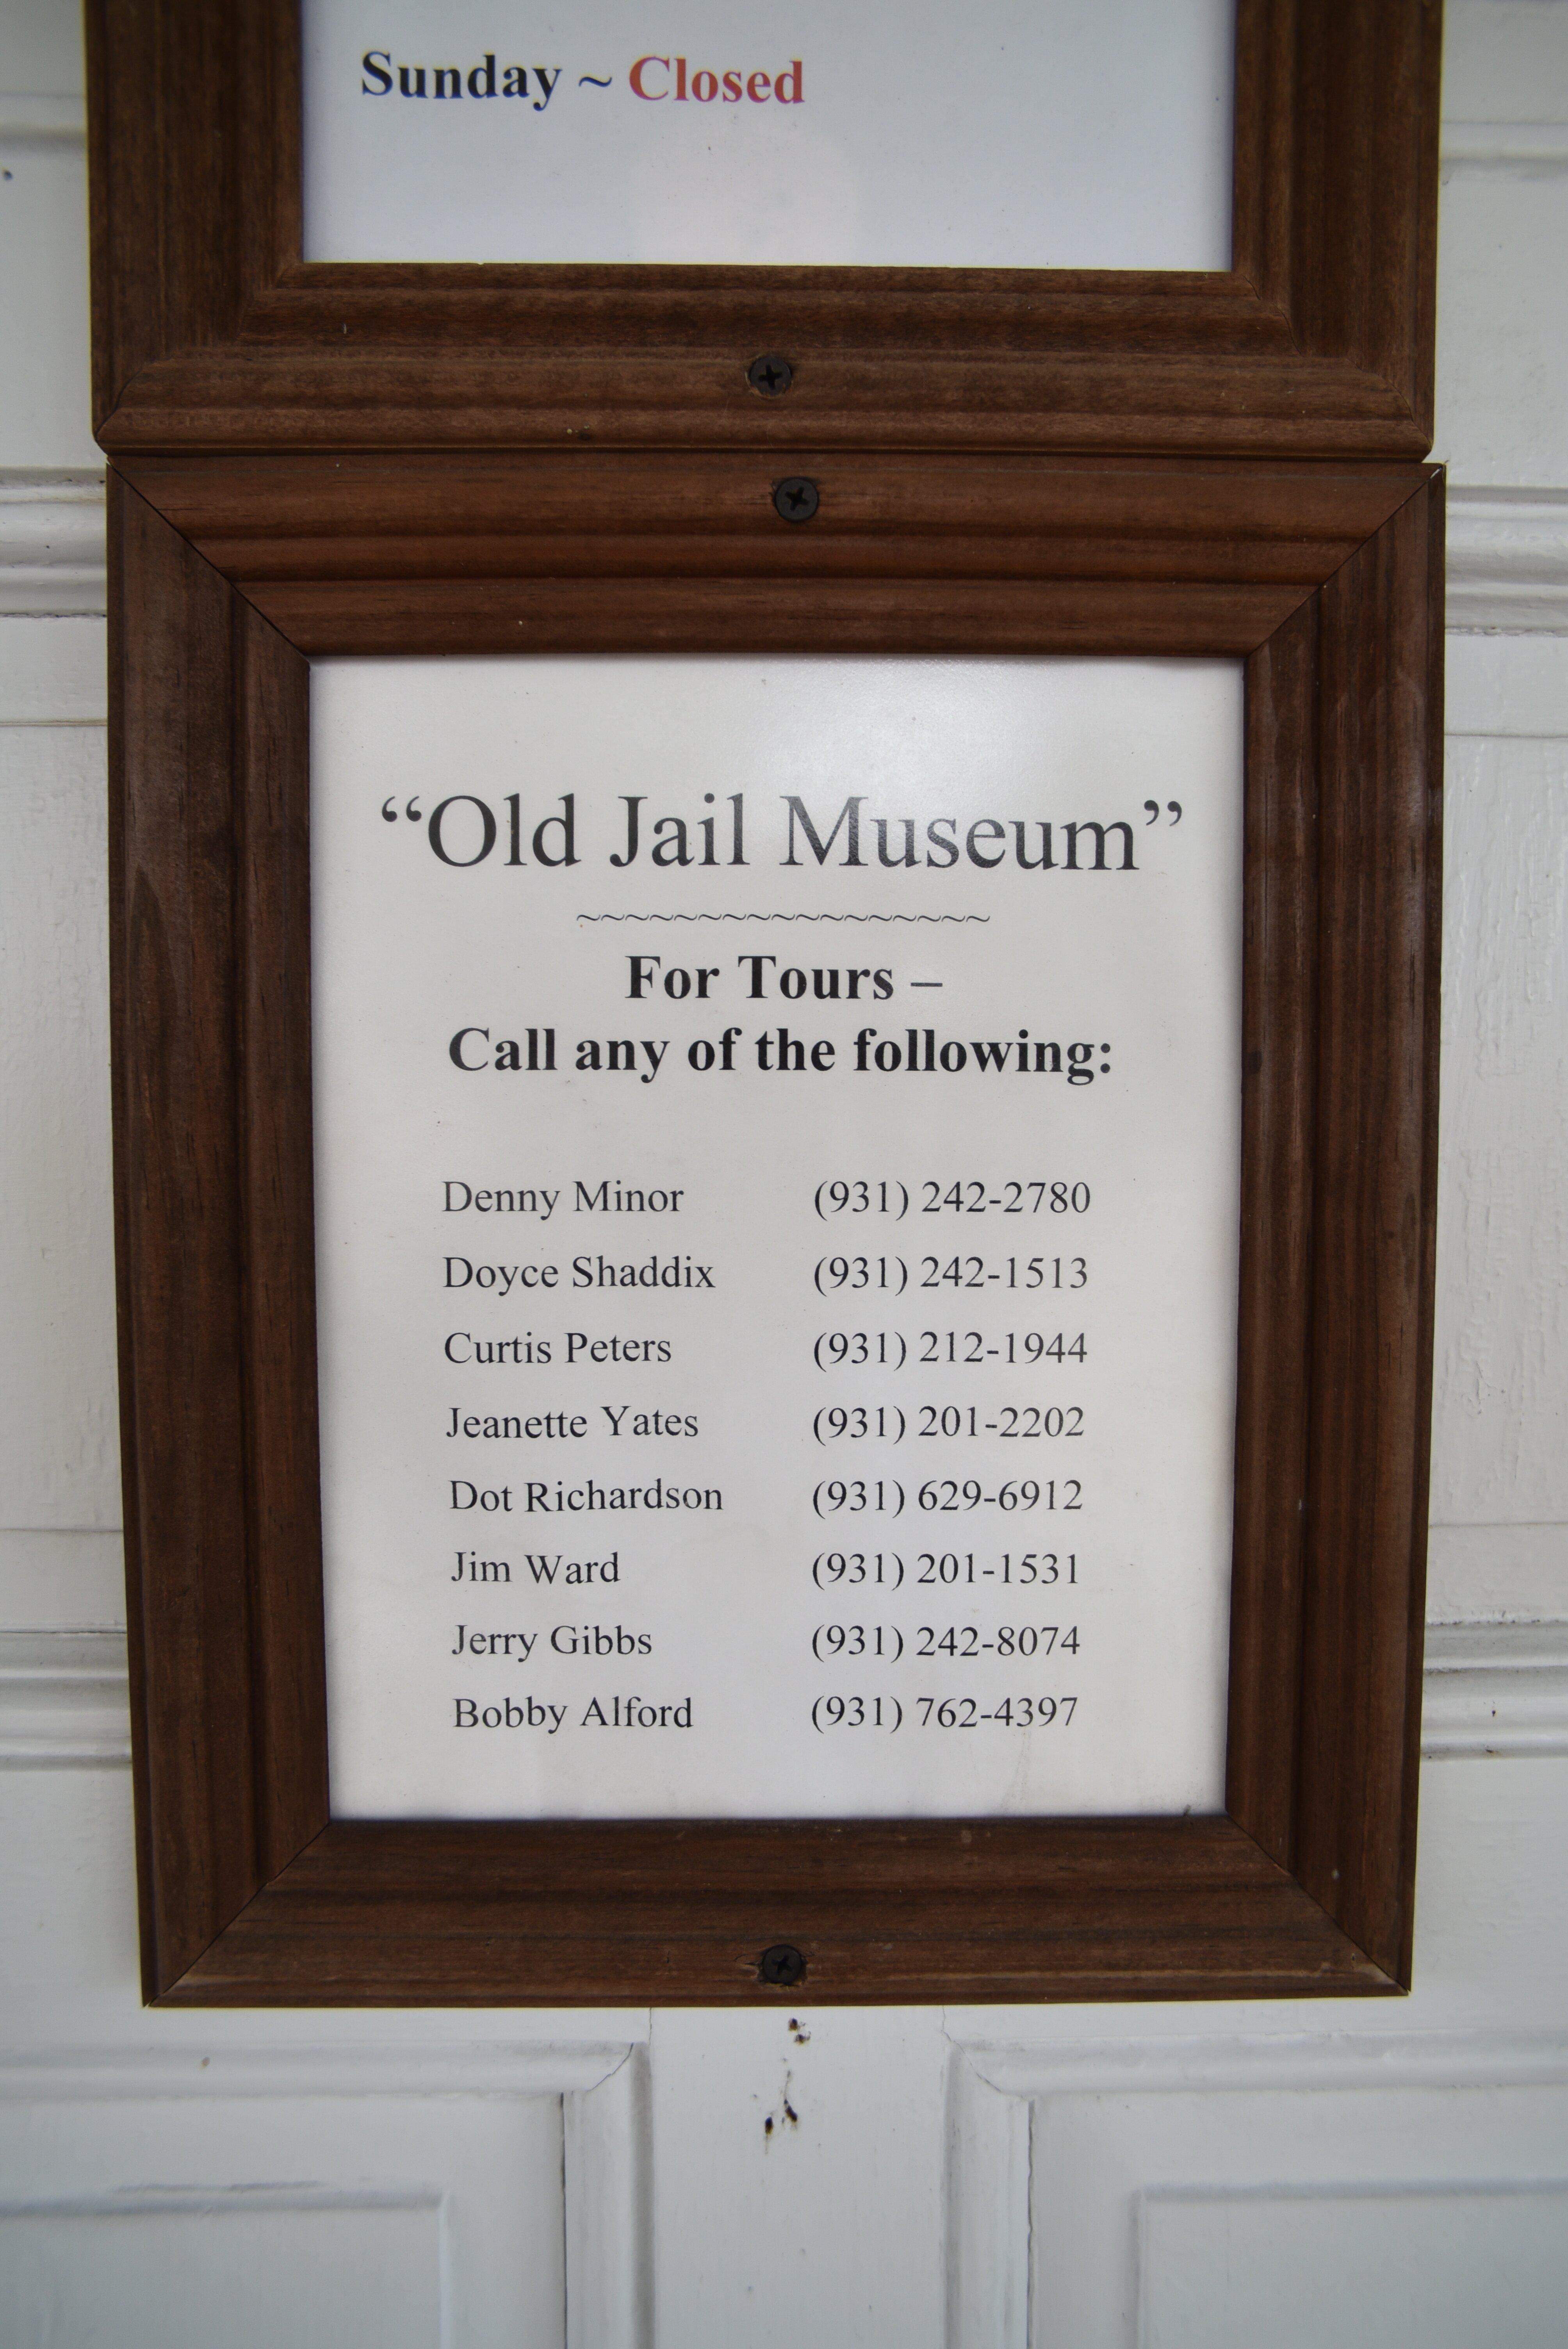 Sunday ~ Closed
“Old Jail Museum”
~~~~~~~~~~~~~~~~~
For Tours –
Call any of the following:
Denny Minor (931) 242-2780
Doyce Shaddix (931) 242-1513
Curtis Peters (931) 212-1944
Jeanette Yates (931) 201-2202
Dot Richardson (931) 629-6912
Jim Ward (931) 201-1531
Jerry Gibbs (931) 242-8074
Bobby Alford (931) 762-4397